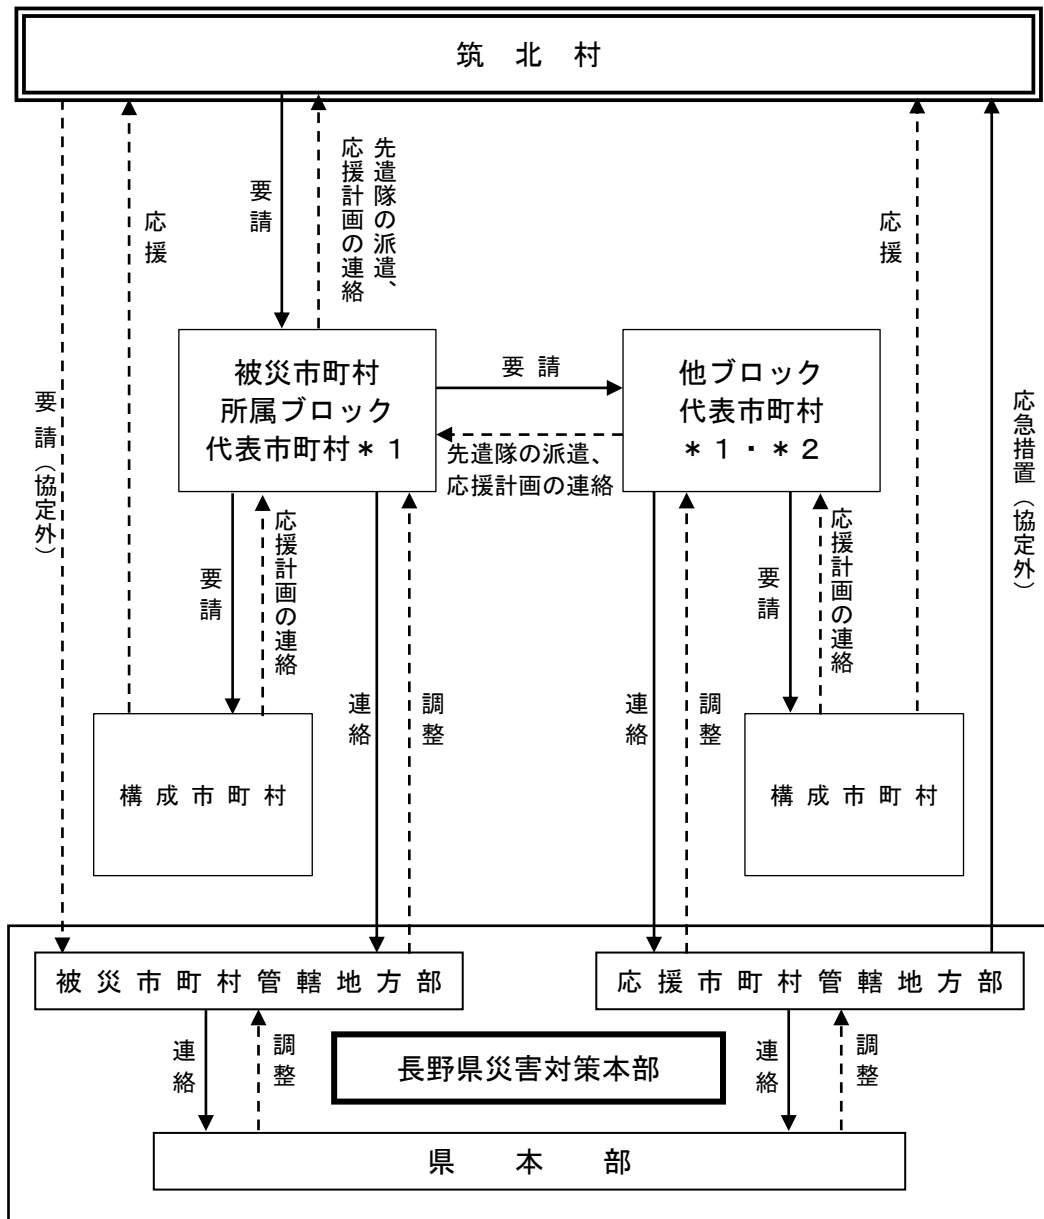 筑北村
要請
先遣隊の派遣、
応援計画の連絡
応援
応援
被災市町村
所属ブロック
代表市町村＊１
要請
先遣隊の派遣、
応援計画の連絡
他ブロック
代表市町村
＊１・＊２
要請（協定外）
応急措置（協定外）
要請
応援計画の連絡
連絡
調整
連絡
調整
要請
応援計画の連絡
構成市町村
構成市町村
被災市町村管轄地方部
応援市町村管轄地方部
連絡
調整
長野県災害対策本部
連絡
調整
県本部